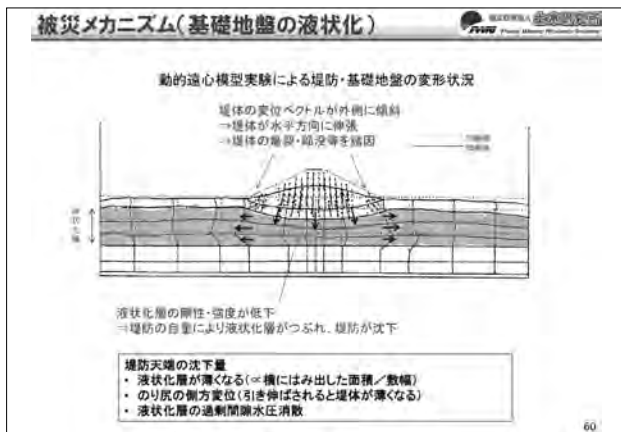 被災メカニズム(基礎地盤の液状化)
動的遠心模型実験による堤防・基礎地盤の変形状況
堤体の変位ベクトルが外側に傾斜
⇒堤体が水平方向に伸張
⇒堤体の亀裂・陥没等を誘因
液状化層
液状化層の剛性・強度が低下
⇒堤防の自重により液状化層がつぶれ、堤防が沈下
堤防天端の沈下量
・ 液状化層が薄くなる(∝横にはみ出した面積/敷幅)
・ のり尻の側方変位(引き伸ばされると堤体が薄くなる)
・ 液状化層の過剰間隙水圧消散
60